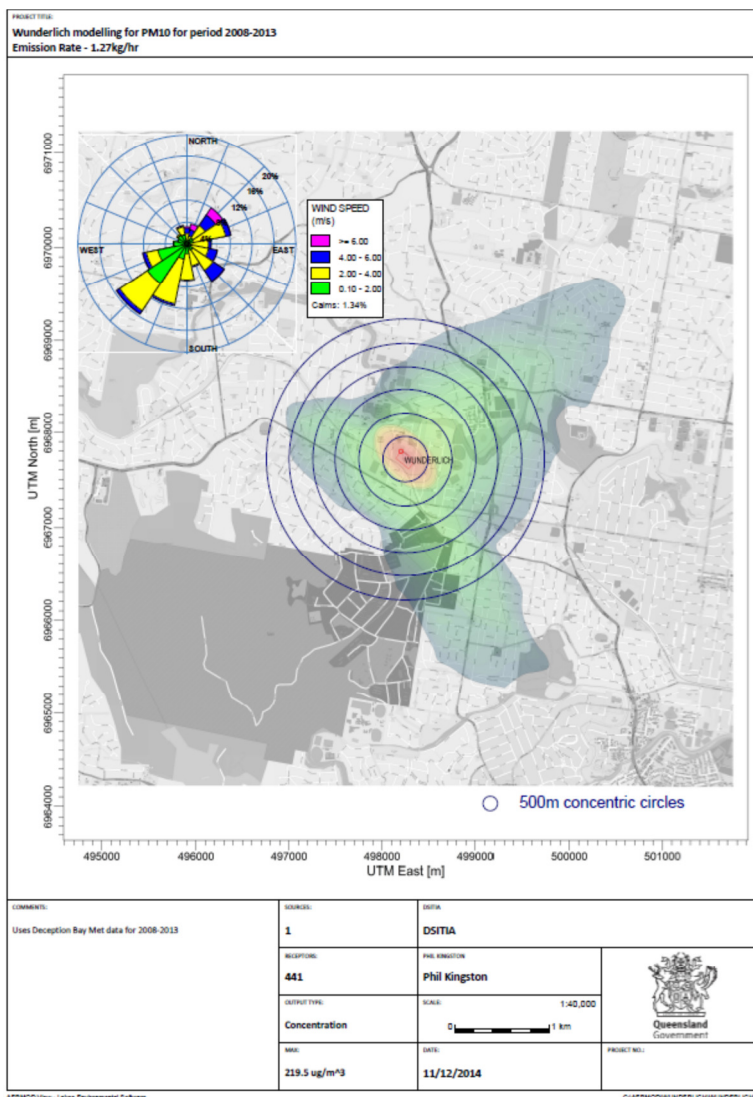 PROJECT TITLE:
Wunderlich modelling for PM10 for period 2008-2013
Emission Rate - 1.27kg/hr
NORTH
20%
16%
12%
WEST
EAST
SOUTH
WIND SPEED
(m/s)
>= 6.00
4.00 - 6.00
2.00 - 4.00
0.10 - 2.00
Calms: 1.34%
WUNDERLICH
UTM North [m]
6971000
6970000
6969000
6968000
6967000
6966000
6965000
6964000
500m concentric circles
495000 496000 497000 498000 499000 500000 501000
UTM East [m]
COMMENTS:
Uses Deception Bay Met data for 2008-2013
SOURCES:
1
DSITIA
DSITIA
RECEPTORS:
441
PHIL KINGSTON
Phil Kingston
OUTPUT TYPE:
Concentration
SCALE:
1:40,000
0 1 km
MAX:
219.5 ug/m^3
DATE:
11/12/2014
Queensland
Government
PROJECT NO.: